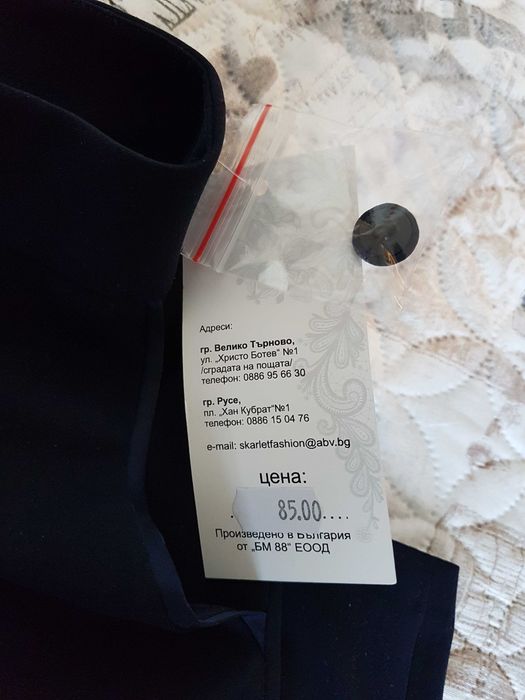 Адреси:
гр. Велико Търново,
ул. „Христо Ботев" №1
/сградата на пощата/
телефон: 0886 95 66 30
гр. Русе,
пл. „Хан Кубрат"№1
телефон: 0886 15 04 76
e-mail: skarletfashion@abv.bg
цена:
. 85.00....
Произведено в България
от „БМ 88" ЕООД